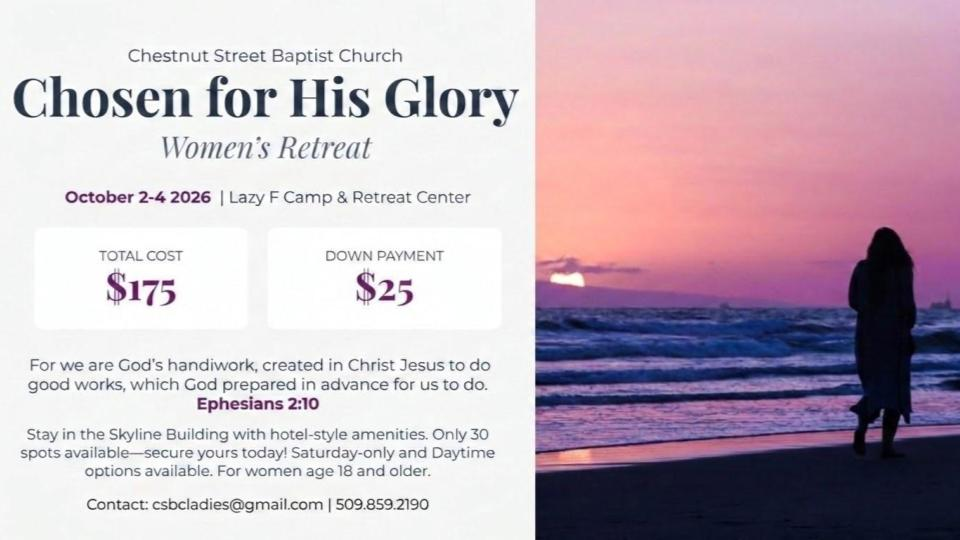 Chestnut Street Baptist Church
Chosen for His Glory
Women's Retreat
October 2-4 2026 | Lazy F Camp & Retreat Center
TOTAL COST
$175
DOWN PAYMENT
$25
For we are God's handiwork, created in Christ Jesus to do
good works, which God prepared in advance for us to do.
Ephesians 2:10
Stay in the Skyline Building with hotel-style amenities. Only 30
spots available—secure yours today! Saturday-only and Daytime
options available. For women age 18 and older.
Contact: csbcladies@gmail.com | 509.859.2190